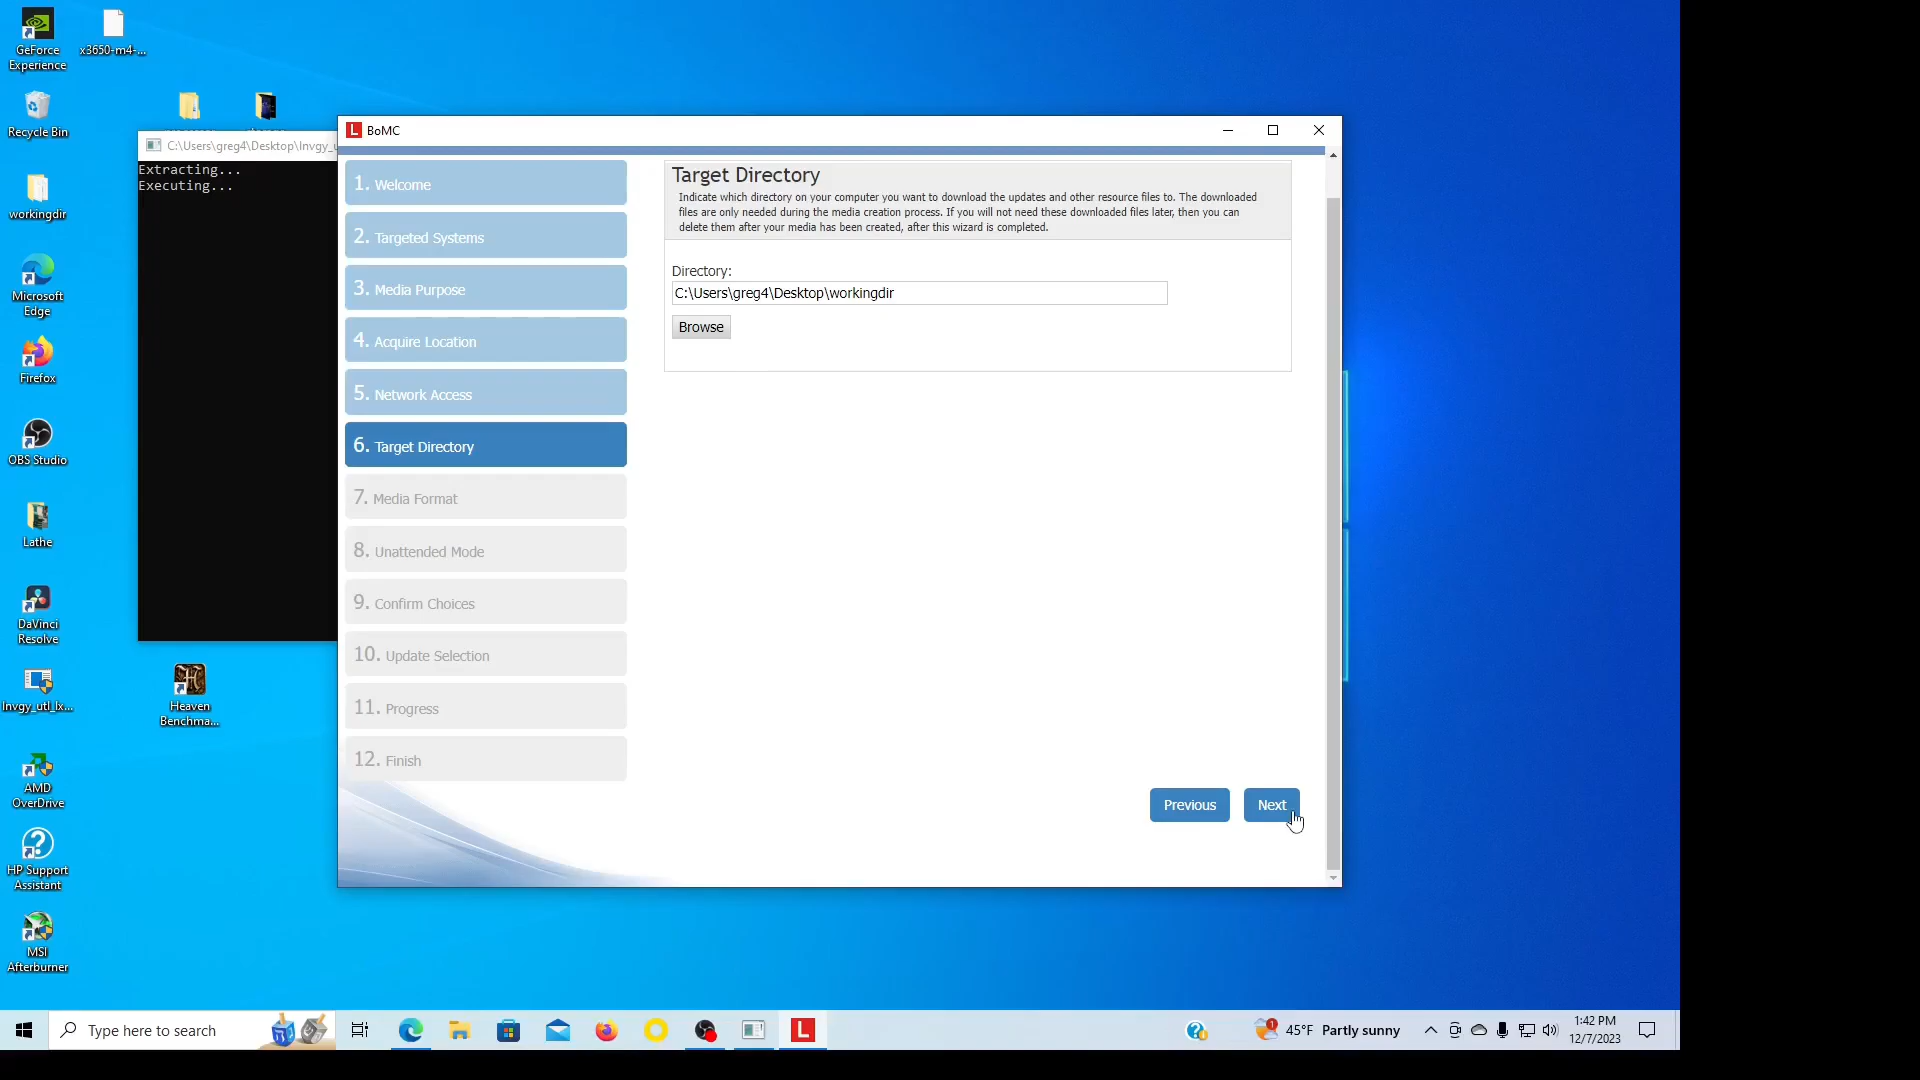 GeForce
Experience
x3650-m4-...
Recycle Bin
workingdir
Microsoft
Edge
Firefox
OBS Studio
Lathe
DaVinci
Resolve
lnvgy_utl_lx...
Heaven
Benchma...
AMD
OverDrive
HP Support
Assistant
MSI
Afterburner
C:\Users\greg4\Desktop\lnvgy_u
Extracting...
Executing...
BoMC
1. Welcome
2. Targeted Systems
3. Media Purpose
4. Acquire Location
5. Network Access
6. Target Directory
7. Media Format
8. Unattended Mode
9. Confirm Choices
10. Update Selection
11. Progress
12. Finish
Target Directory
Indicate which directory on your computer you want to download the updates and other resource files to. The downloaded
files are only needed during the media creation process. If you will not need these downloaded files later, then you can
delete them after your media has been created, after this wizard is completed.
Directory:
C:\Users\greg4\Desktop\workingdir
Browse
Previous
Next
Type here to search
45°F Partly sunny
1:42 PM
12/7/2023